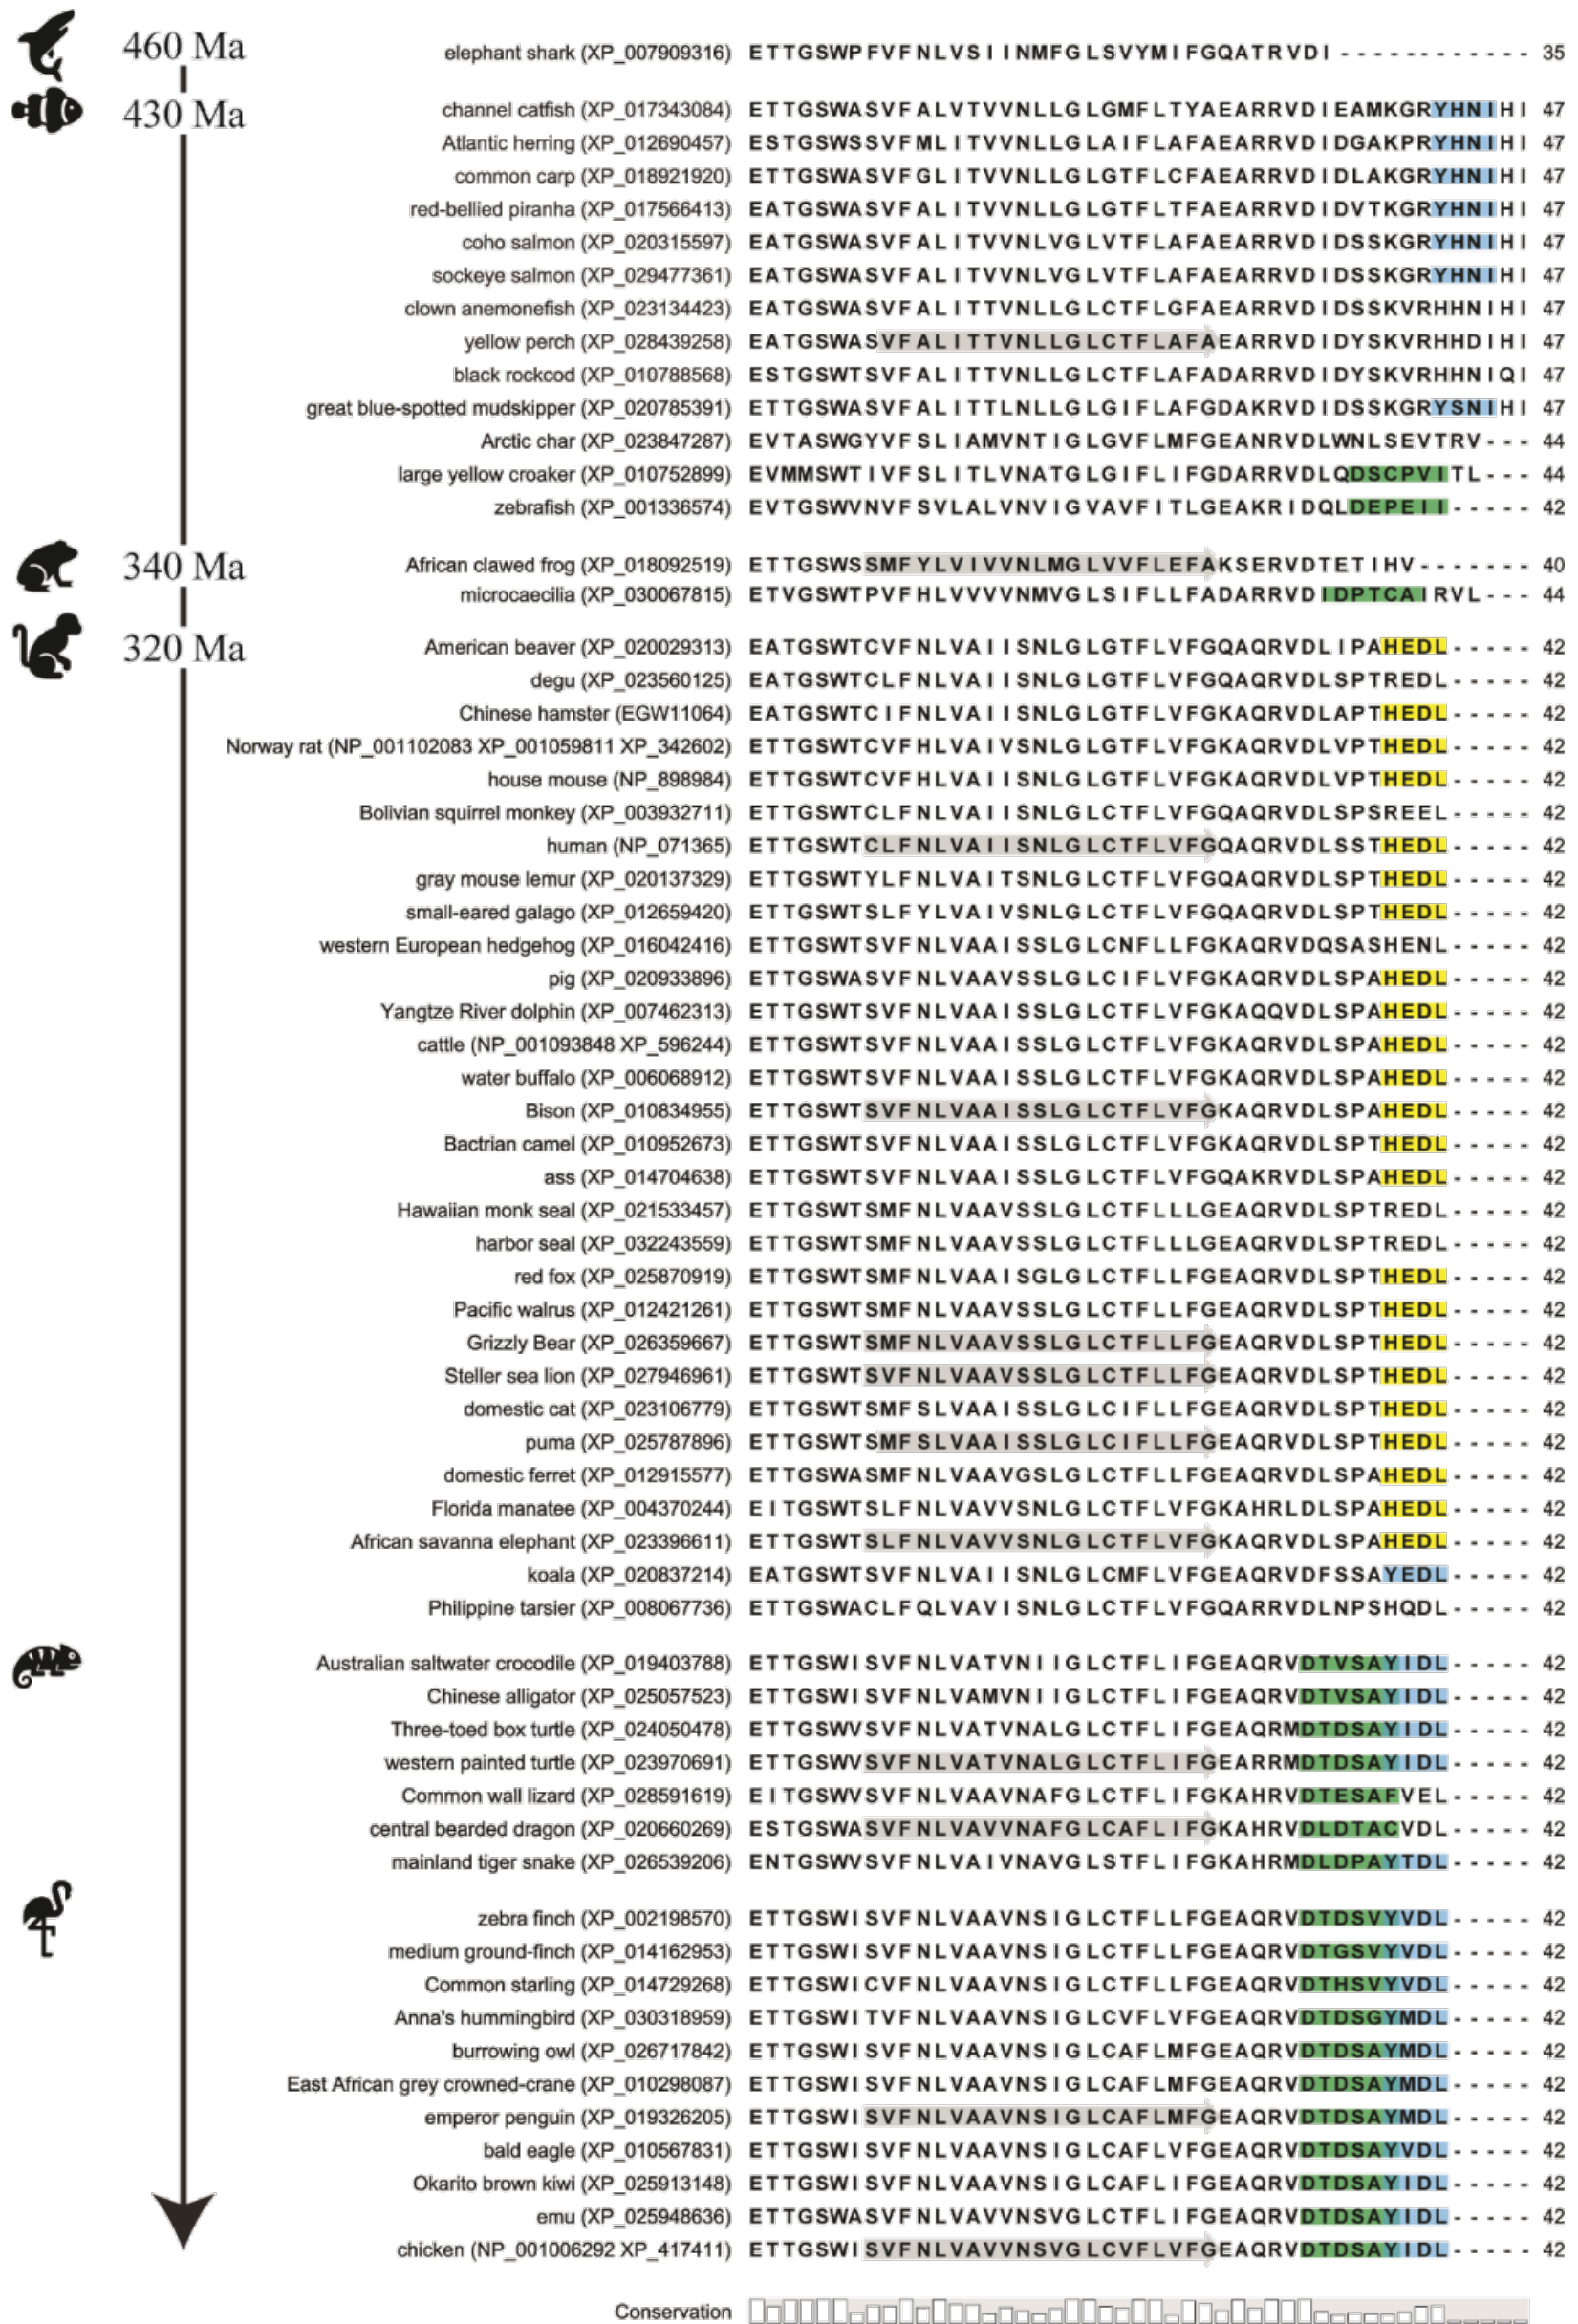 460 Ma
elephant shark (XP_007909316) ETTGSWPFVFNLVSIINMFGLSVYMIFGQATRVDI------------ 35
430 Ma
channel catfish (XP_017343084) ETTGSWASVFALVTVVNLLGLGMFLTYAEARRVDIEAMKGRYHNIHI 47
Atlantic herring (XP_012690457) ESTGSWSSVFMLITVVNLLGLAIFLAFAEARRVDIDGAKPRYHNIHI 47
common carp (XP_018921920) ETTGSWASVFGLITVVNLLGLGTFLCFAEARRVDIDLAKGRYHNIHI 47
red-bellied piranha (XP_017566413) EATGSWASVFALITVVNLLGLGTFLTFAEARRVDIDVTKGRYHNIHI 47
coho salmon (XP_020315597) EATGSWASVFALITVVNLVGLVTFLAFAEARRVDIDSSKGRYHNIHI 47
sockeye salmon (XP_029477361) EATGSWASVFALITVVNLVGLVTFLAFAEARRVDIDSSKGRYHNIHI 47
clown anemonefish (XP_023134423) EATGSWASVFALITTVNLLGLCTFLGFAEARRVDIDSSKVRHHNIHI 47
yellow perch (XP_028439258) EATGSWASVFALITTVNLLGLCTFLAFAEARRVDIDYSKVRHHDIHI 47
black rockcod (XP_010788568) ESTGSWTSVFALITTVNLLGLCTFLAFADARRVDIDYSKVRHHNIQI 47
great blue-spotted mudskipper (XP_020785391) ETTGSWASVFALITTLNLLGLGIFLAFGDAKRVDIDSSKGRYSNIHI 47
Arctic char (XP_023847287) EVTASWGYVFSLIAMVNTIGLGVFLMFGEANRVDLWNLSEVTRV--- 44
large yellow croaker (XP_010752899) EVMMSWTIVFSLITLVNATGLGIFLIFGDARRVDLQDSCPVITL--- 44
zebrafish (XP_001336574) EVTGSWVNVFSVLALVNVIGVAVFITLGEAKRIDQLDEPEII----- 42
340 Ma
African clawed frog (XP_018092519) ETTGSWSSMFYLVIVVNLMGLVVFLEFAKSERVDTETIHV------- 40
microcaecilia (XP_030067815) ETVGSWTPVFHLVVVVNMVGLSIFLLFADARRVDIDPTCAIRVL--- 44
320 Ma
American beaver (XP_020029313) EATGSWTCVFNLVAIISNLGLGTFLVFGQAQRVDLIPAHEDL----- 42
degu (XP_023560125) EATGSWTCLFNLVAIISNLGLGTFLVFGQAQRVDLSPTREDL----- 42
Chinese hamster (EGW11064) EATGSWTCIFNLVAIISNLGLGTFLVFGKAQRVDLAPTHEDL----- 42
Norway rat (NP_001102083 XP_001059811 XP_342602) ETTGSWTCVFHLVAIVSNLGLGTFLVFGKAQRVDLVPTHEDL----- 42
house mouse (NP_898984) ETTGSWTCVFHLVAIISNLGLGTFLVFGKAQRVDLVPTHEDL----- 42
Bolivian squirrel monkey (XP_003932711) ETTGSWTCLFNLVAIISNLGLCTFLVFGQAQRVDLSPSREEL----- 42
human (NP_071365) ETTGSWTCLFNLVAIISNLGLCTFLVFGQAQRVDLSSTHEDL----- 42
gray mouse lemur (XP_020137329) ETTGSWTYLFNLVAITSNLGLCTFLVFGQAQRVDLSPTHEDL----- 42
small-eared galago (XP_012659420) ETTGSWTSLFYLVAIVSNLGLCTFLVFGQAQRVDLSPTHEDL----- 42
western European hedgehog (XP_016042416) ETTGSWTSVFNLVAAISSLGLCNFLLFGKAQRVDQSASHENL----- 42
pig (XP_020933896) ETTGSWASVFNLVAAVSSLGLCIFLVFGKAQRVDLSPAHEDL----- 42
Yangtze River dolphin (XP_007462313) ETTGSWTSVFNLVAAISSLGLCTFLVFGKAQQVDLSPAHEDL----- 42
cattle (NP_001093848 XP_596244) ETTGSWTSVFNLVAAISSLGLCTFLVFGKAQRVDLSPAHEDL----- 42
water buffalo (XP_006068912) ETTGSWTSVFNLVAAISSLGLCTFLVFGKAQRVDLSPAHEDL----- 42
Bison (XP_010834955) ETTGSWTSVFNLVAAISSLGLCTFLVFGKAQRVDLSPAHEDL----- 42
Bactrian camel (XP_010952673) ETTGSWTSVFNLVAAISSLGLCTFLVFGKAQRVDLSPTHEDL----- 42
ass (XP_014704638) ETTGSWTSVFNLVAAISSLGLCTFLVFGQAKRVDLSPAHEDL----- 42
Hawaiian monk seal (XP_021533457) ETTGSWTSMFNLVAAVSSLGLCTFLLLGEAQRVDLSPTREDL----- 42
harbor seal (XP_032243559) ETTGSWTSMFNLVAAVSSLGLCTFLLLGEAQRVDLSPTREDL----- 42
red fox (XP_025870919) ETTGSWTSMFNLVAAISGLGLCTFLLFGEAQRVDLSPTHEDL----- 42
Pacific walrus (XP_012421261) ETTGSWTSMFNLVAAVSSLGLCTFLLFGEAQRVDLSPTHEDL----- 42
Grizzly Bear (XP_026359667) ETTGSWTSMFNLVAAVSSLGLCTFLLFGEAQRVDLSPTHEDL----- 42
Steller sea lion (XP_027946961) ETTGSWTSVFNLVAAVSSLGLCTFLLFGEAQRVDLSPTHEDL----- 42
domestic cat (XP_023106779) ETTGSWTSMFSLVAAISSLGLCIFLLFGEAQRVDLSPTHEDL----- 42
puma (XP_025787896) ETTGSWTSMFSLVAAISSLGLCIFLLFGEAQRVDLSPTHEDL----- 42
domestic ferret (XP_012915577) ETTGSWASMFNLVAAVGSLGLCTFLLFGEAQRVDLSPAHEDL----- 42
Florida manatee (XP_004370244) EITGSWTSLFNLVAVVSNLGLCTFLVFGKAHRLDLSPAHEDL----- 42
African savanna elephant (XP_023396611) ETTGSWTSLFNLVAVVSNLGLCTFLVFGKAQRVDLSPAHEDL----- 42
koala (XP_020837214) EATGSWTSVFNLVAIISNLGLCMFLVFGEAQRVDFSSAYEDL----- 42
Philippine tarsier (XP_008067736) ETTGSWACLFQLVAVISNLGLCTFLVFGQARRVDLNPSHQDL----- 42
Australian saltwater crocodile (XP_019403788) ETTGSWISVFNLVATVNIIGLCTFLIFGEAQRVDTVSAYIDL----- 42
Chinese alligator (XP_025057523) ETTGSWISVFNLVAMVNIIGLCTFLIFGEAQRVDTVSAYIDL----- 42
Three-toed box turtle (XP_024050478) ETTGSWVSVFNLVATVNALGLCTFLIFGEAQRMDTDSAYIDL----- 42
western painted turtle (XP_023970691) ETTGSWVSVFNLVATVNALGLCTFLIFGEARRMDTDSAYIDL----- 42
Common wall lizard (XP_028591619) EITGSWVSVFNLVAAVNAFGLCTFLIFGKAHRVDTESAFVEL----- 42
central bearded dragon (XP_020660269) ESTGSWASVFNLVAVVNAFGLCAFLIFGKAHRVDLDTACVDL----- 42
mainland tiger snake (XP_026539206) ENTGSWVSVFNLVAIVNAVGLSTFLIFGKAHRMDLDPAYTDL----- 42
zebra finch (XP_002198570) ETTGSWISVFNLVAAVNSIGLCTFLLFGEAQRVDTDSVYVDL----- 42
medium ground-finch (XP_014162953) ETTGSWISVFNLVAAVNSIGLCTFLLFGEAQRVDTGSVYVDL----- 42
Common starling (XP_014729268) ETTGSWICVFNLVAAVNSIGLCTFLLFGEAQRVDTHSVYVDL----- 42
Anna's hummingbird (XP_030318959) ETTGSWITVFNLVAAVNSIGLCVFLVFGEAQRVDTDSGYMDL----- 42
burrowing owl (XP_026717842) ETTGSWISVFNLVAAVNSIGLCAFLMFGEAQRVDTDSAYMDL----- 42
East African grey crowned-crane (XP_010298087) ETTGSWISVFNLVAAVNSIGLCAFLMFGEAQRVDTDSAYMDL----- 42
emperor penguin (XP_019326205) ETTGSWISVFNLVAAVNSIGLCAFLMFGEAQRVDTDSAYMDL----- 42
bald eagle (XP_010567831) ETTGSWISVFNLVAAVNSIGLCAFLVFGEAQRVDTDSAYVDL----- 42
Okarito brown kiwi (XP_025913148) ETTGSWISVFNLVAAVNSIGLCAFLIFGEAQRVDTDSAYIDL----- 42
emu (XP_025948636) ETTGSWASVFNLVAVVNSVGLCTFLIFGEAQRVDTDSAYIDL----- 42
chicken (NP_001006292 XP_417411) ETTGSWISVFNLVAVVNSVGLCVFLVFGEAQRVDTDSAYIDL----- 42
Conservation